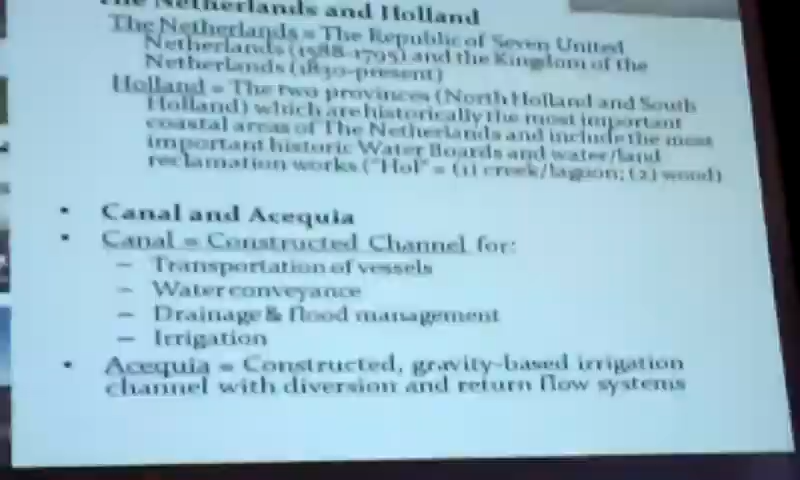 The Netherlands and Holland
The Netherlands = The Republic of Seven United
Netherlands (1588-1795) and the Kingdom of the
Netherlands (1830-present)
Holland = The two provinces (North Holland and South
Holland) which are historically the most important
coastal areas of The Netherlands and include the most
important historic Water Boards and water/land
reclamation works ("Hol" = (1) creek/lagoon; (2) wood)
• Canal and Acequia
• Canal = Constructed Channel for:
– Transportation of vessels
– Water conveyance
– Drainage & flood management
– Irrigation
• Acequia = Constructed, gravity-based irrigation
channel with diversion and return flow systems